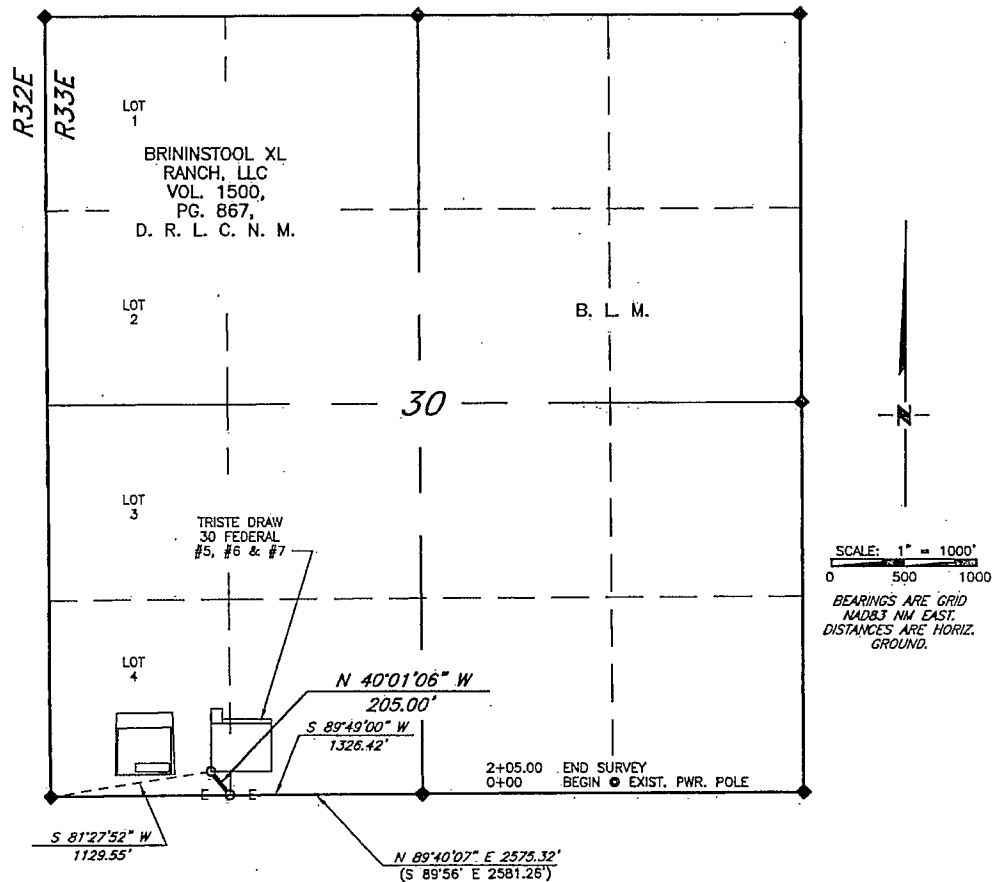 R32E
R33E
LOT
1
BRININSTOOL XL
RANCH, LLC
VOL. 1500,
PG. 867,
D. R. L. C. N. M.
LOT
2
B. L. M.
30
N
LOT
3
TRISTE DRAW
30 FEDERAL
#5, #6 & #7
SCALE: 1" = 1000'
0 500 1000
BEARINGS ARE GRID
NAD83 NM EAST.
DISTANCES ARE HORIZ.
GROUND.
LOT
4
N 40°01'06" W
205.00'
S 89°49'00" W
1326.42'
2+05.00 END SURVEY
0+00 BEGIN @ EXIST. PWR. POLE
E E
S 81°27'52" W
1129.55'
N 89°40'07" E 2575.32'
(S 89°56' E 2581.26')